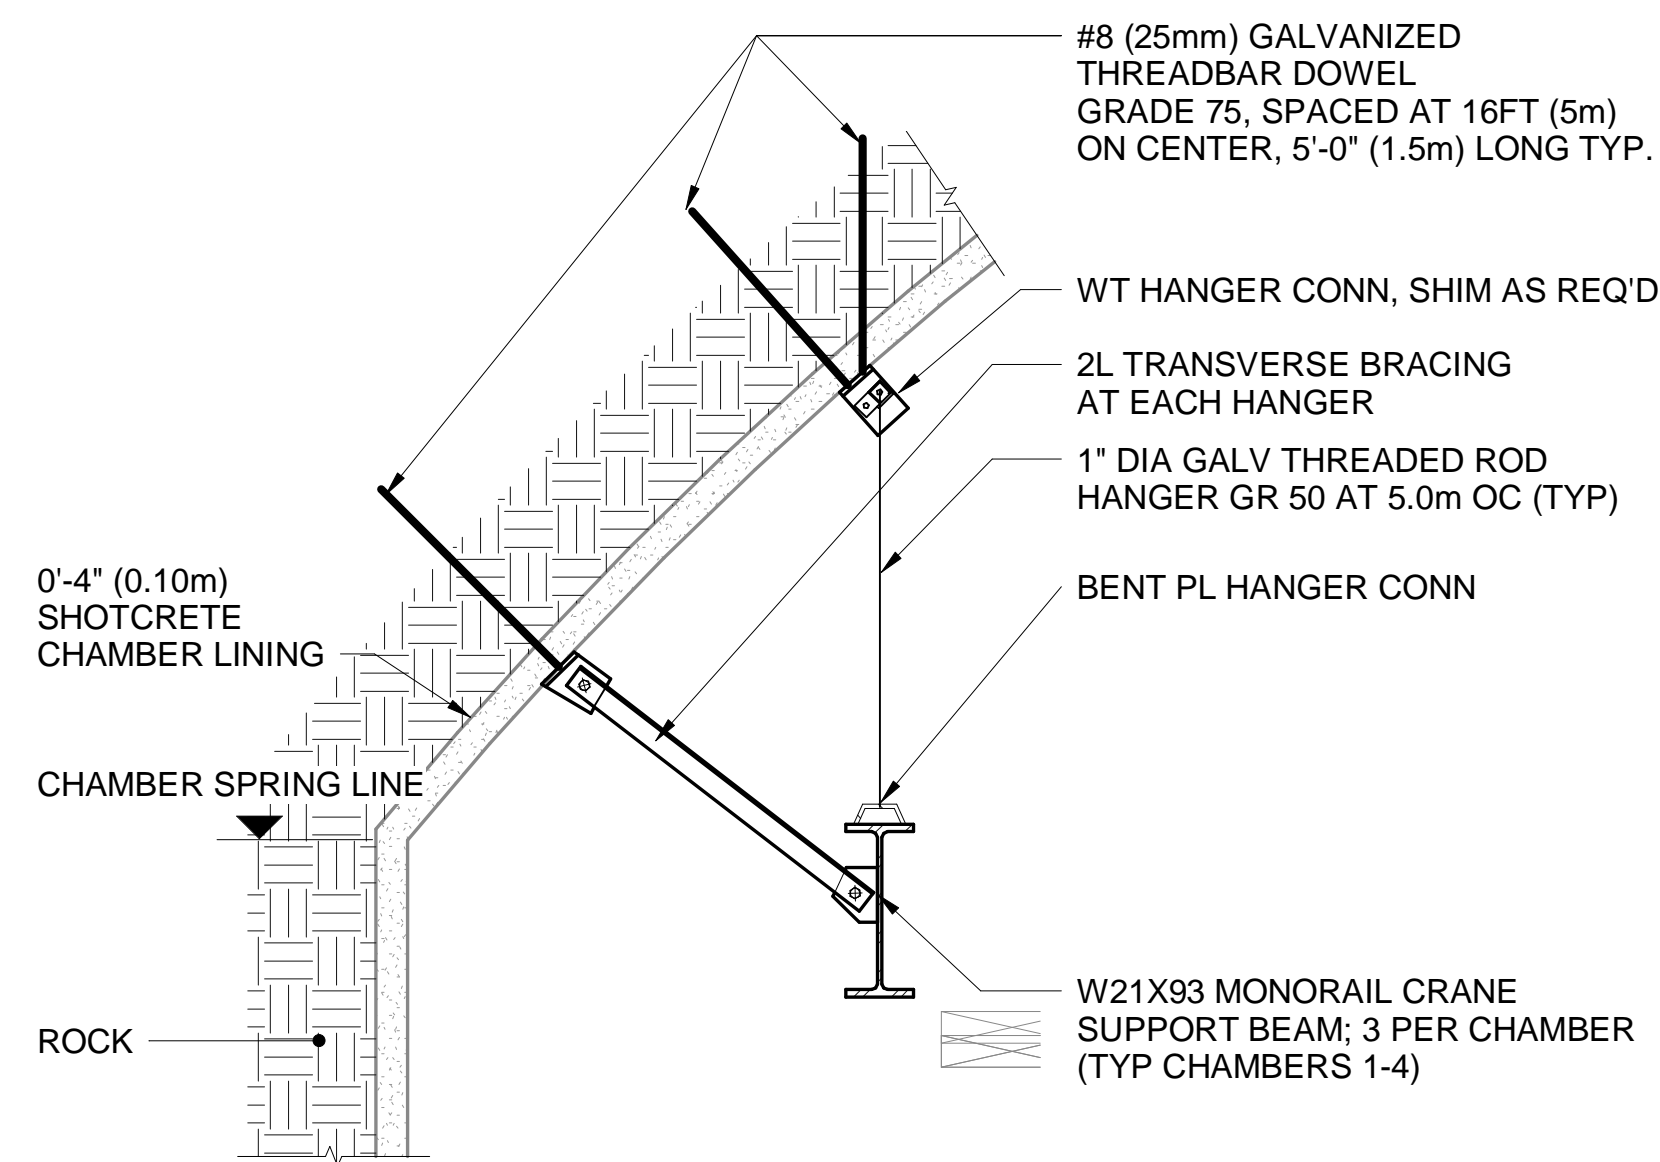 #8 (25mm) GALVANIZED
THREADBAR DOWEL
GRADE 75, SPACED AT 16FT (5m)
ON CENTER, 5'-0" (1.5m) LONG TYP.
WT HANGER CONN, SHIM AS REQ'D
2L TRANSVERSE BRACING
AT EACH HANGER
1" DIA GALV THREADED ROD
HANGER GR 50 AT 5.0m OC (TYP)
BENT PL HANGER CONN
0'-4" (0.10m)
SHOTCRETE
CHAMBER LINING
CHAMBER SPRING LINE
ROCK
W21X93 MONORAIL CRANE
SUPPORT BEAM; 3 PER CHAMBER
(TYP CHAMBERS 1-4)